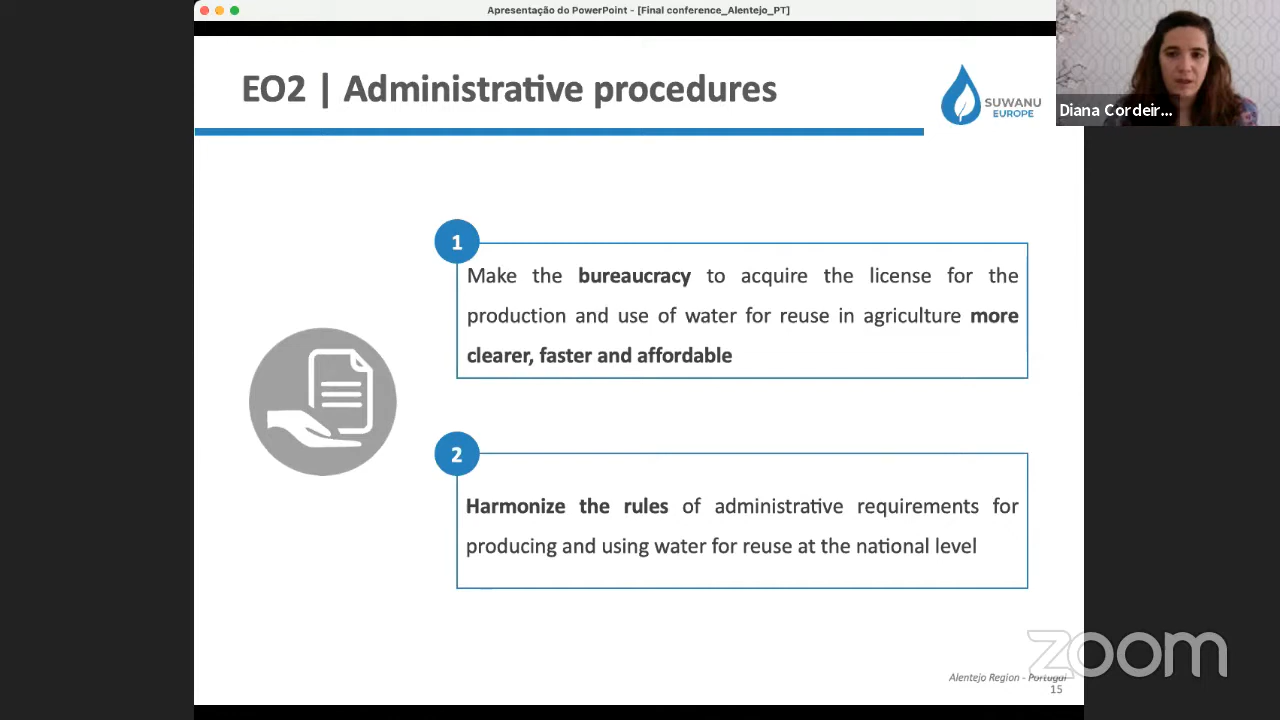 Apresentação do PowerPoint - [Final conference_Alentejo_PT]
EO2 | Administrative procedures
SUWANU
EUROPE
Diana Cordeir...
1
Make the bureaucracy to acquire the license for the
production and use of water for reuse in agriculture more
clearer, faster and affordable
2
Harmonize the rules of administrative requirements for
producing and using water for reuse at the national level
Alentejo Region - Portugal
15
zoom